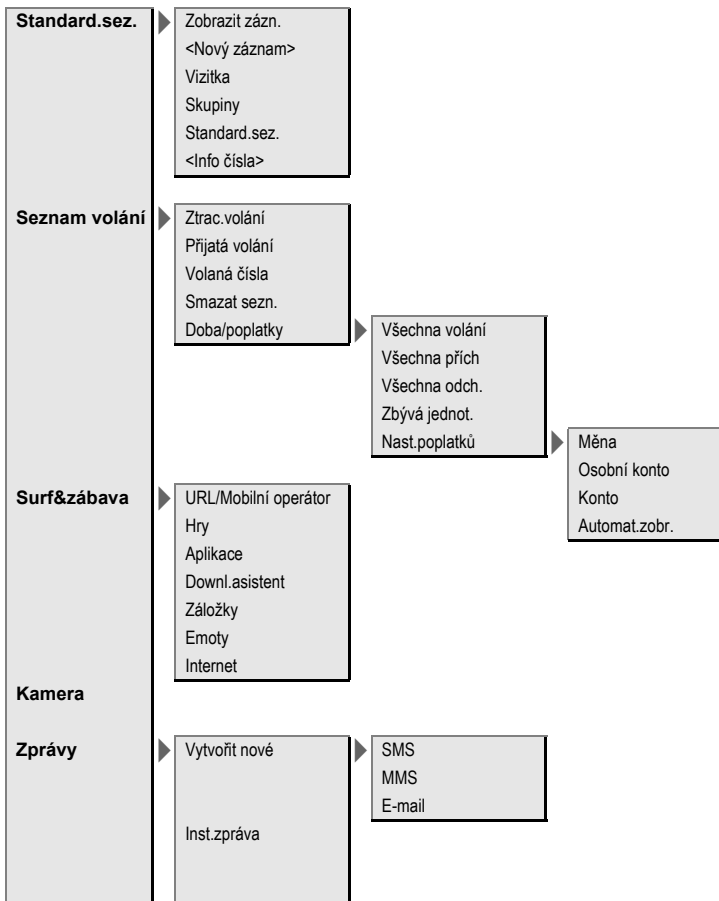 Standard.sez.
Zobrazit zázn.
<Nový záznam>
Vizitka
Skupiny
Standard.sez.
<Info čísla>
Seznam volání
Ztrac.volání
Přijatá volání
Volaná čísla
Smazat sezn.
Doba/poplatky
Všechna volání
Všechna přích
Všechna odch.
Zbývá jednot.
Nast.poplatků
Měna
Osobní konto
Konto
Automat.zobr.
Surf&zábava
URL/Mobilní operátor
Hry
Aplikace
Downl.asistent
Záložky
Emoty
Internet
Kamera
Zprávy
Vytvořit nové
SMS
MMS
E-mail
Inst.zpráva